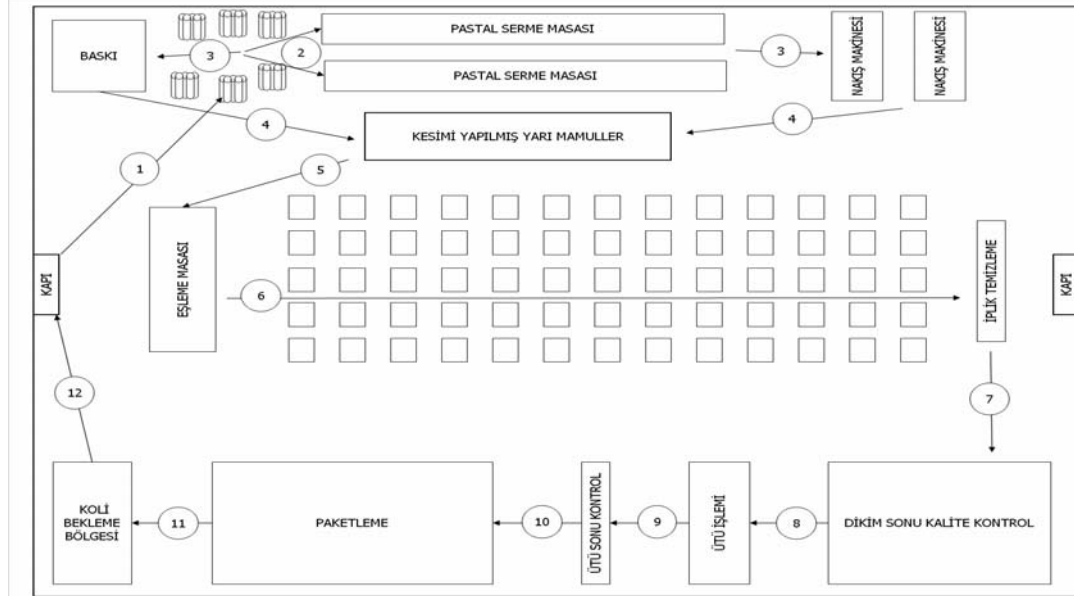 PASTAL SERME MASASI
BASKI
3
2
3
NAKIŞ MAKİNESİ
NAKIŞ MAKİNESİ
PASTAL SERME MASASI
4
KESİMİ YAPILMIŞ YARI MAMULLER
4
1
5
KAPI
EŞLEME MASASI
6
İPLİK TEMİZLEME
KAPI
12
7
KOLİ
BEKLEME
BÖLGESİ
11
PAKETLEME
10
ÜTÜ SONU KONTROL
9
ÜTÜ İŞLEMİ
8
DİKİM SONU KALİTE KONTROL